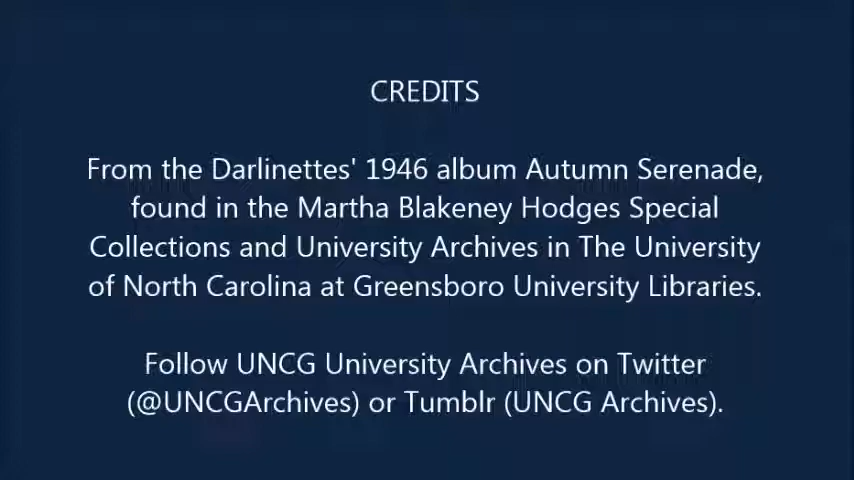 CREDITS
From the Darlinettes' 1946 album Autumn Serenade,
found in the Martha Blakeney Hodges Special
Collections and University Archives in The University
of North Carolina at Greensboro University Libraries.
Follow UNCG University Archives on Twitter
(@UNCGArchives) or Tumblr (UNCG Archives).